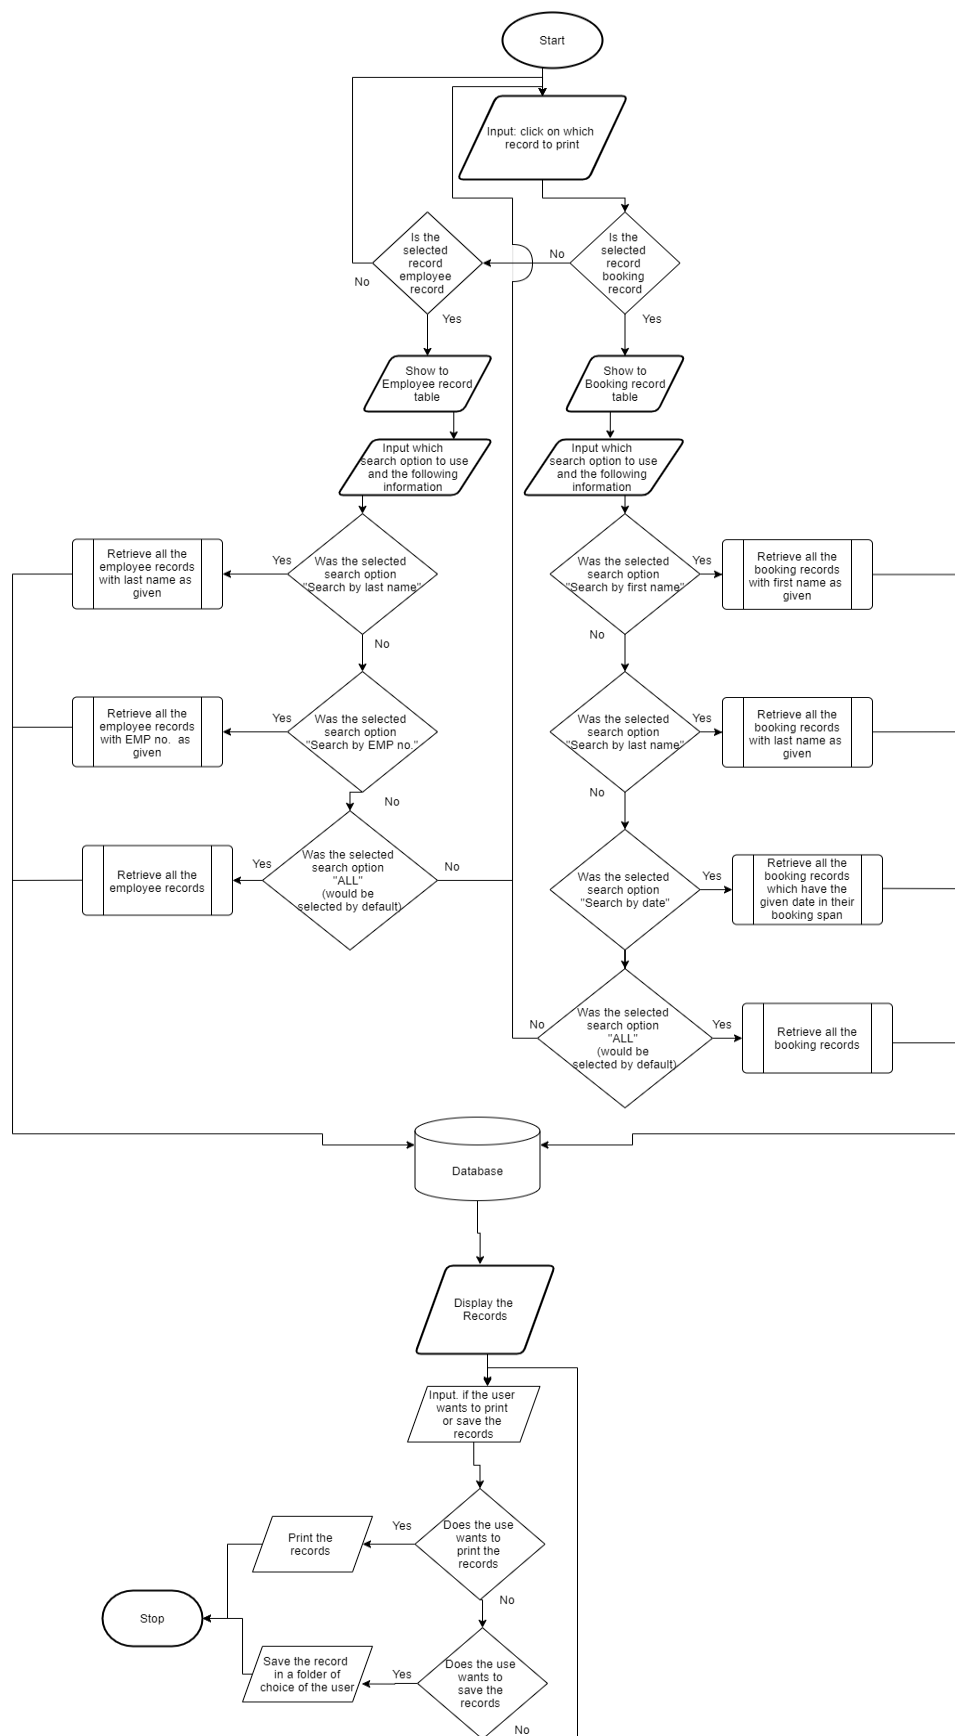 Start
Input: click on which
record to print
Is the
selected
record
employee
record
No
Is the
selected
record
booking
record
No
Yes
Yes
Show to
Employee record
table
Show to
Booking record
table
Input which
search option to use
and the following
information
Input which
search option to use
and the following
information
Retrieve all the
employee records
with last name as
given
Yes
Was the selected
search option
"Search by last name"
No
Was the selected
search option
"Search by first name"
Yes
Retrieve all the
booking records
with first name as
given
No
Retrieve all the
employee records
with EMP no.  as
given
Yes
Was the selected
search option
"Search by EMP no."
No
Was the selected
search option
"Search by last name"
Yes
Retrieve all the
booking records
with last name as
given
No
Retrieve all the
employee records
Yes
Was the selected
search option
"ALL"
(would be
selected by default)
No
Was the selected
search option
"Search by date"
Yes
Retrieve all the
booking records
which have the
given date in their
booking span
No
Was the selected
search option
"ALL"
(would be
selected by default)
Yes
Retrieve all the
booking records
Database
Display the
Records
Input. if the user
wants to print
or save the
records
Does the use
wants to
print the
records
Yes
Print the
records
No
Stop
Does the use
wants to
save the
records
Yes
Save the record
in a folder of
choice of the user
No